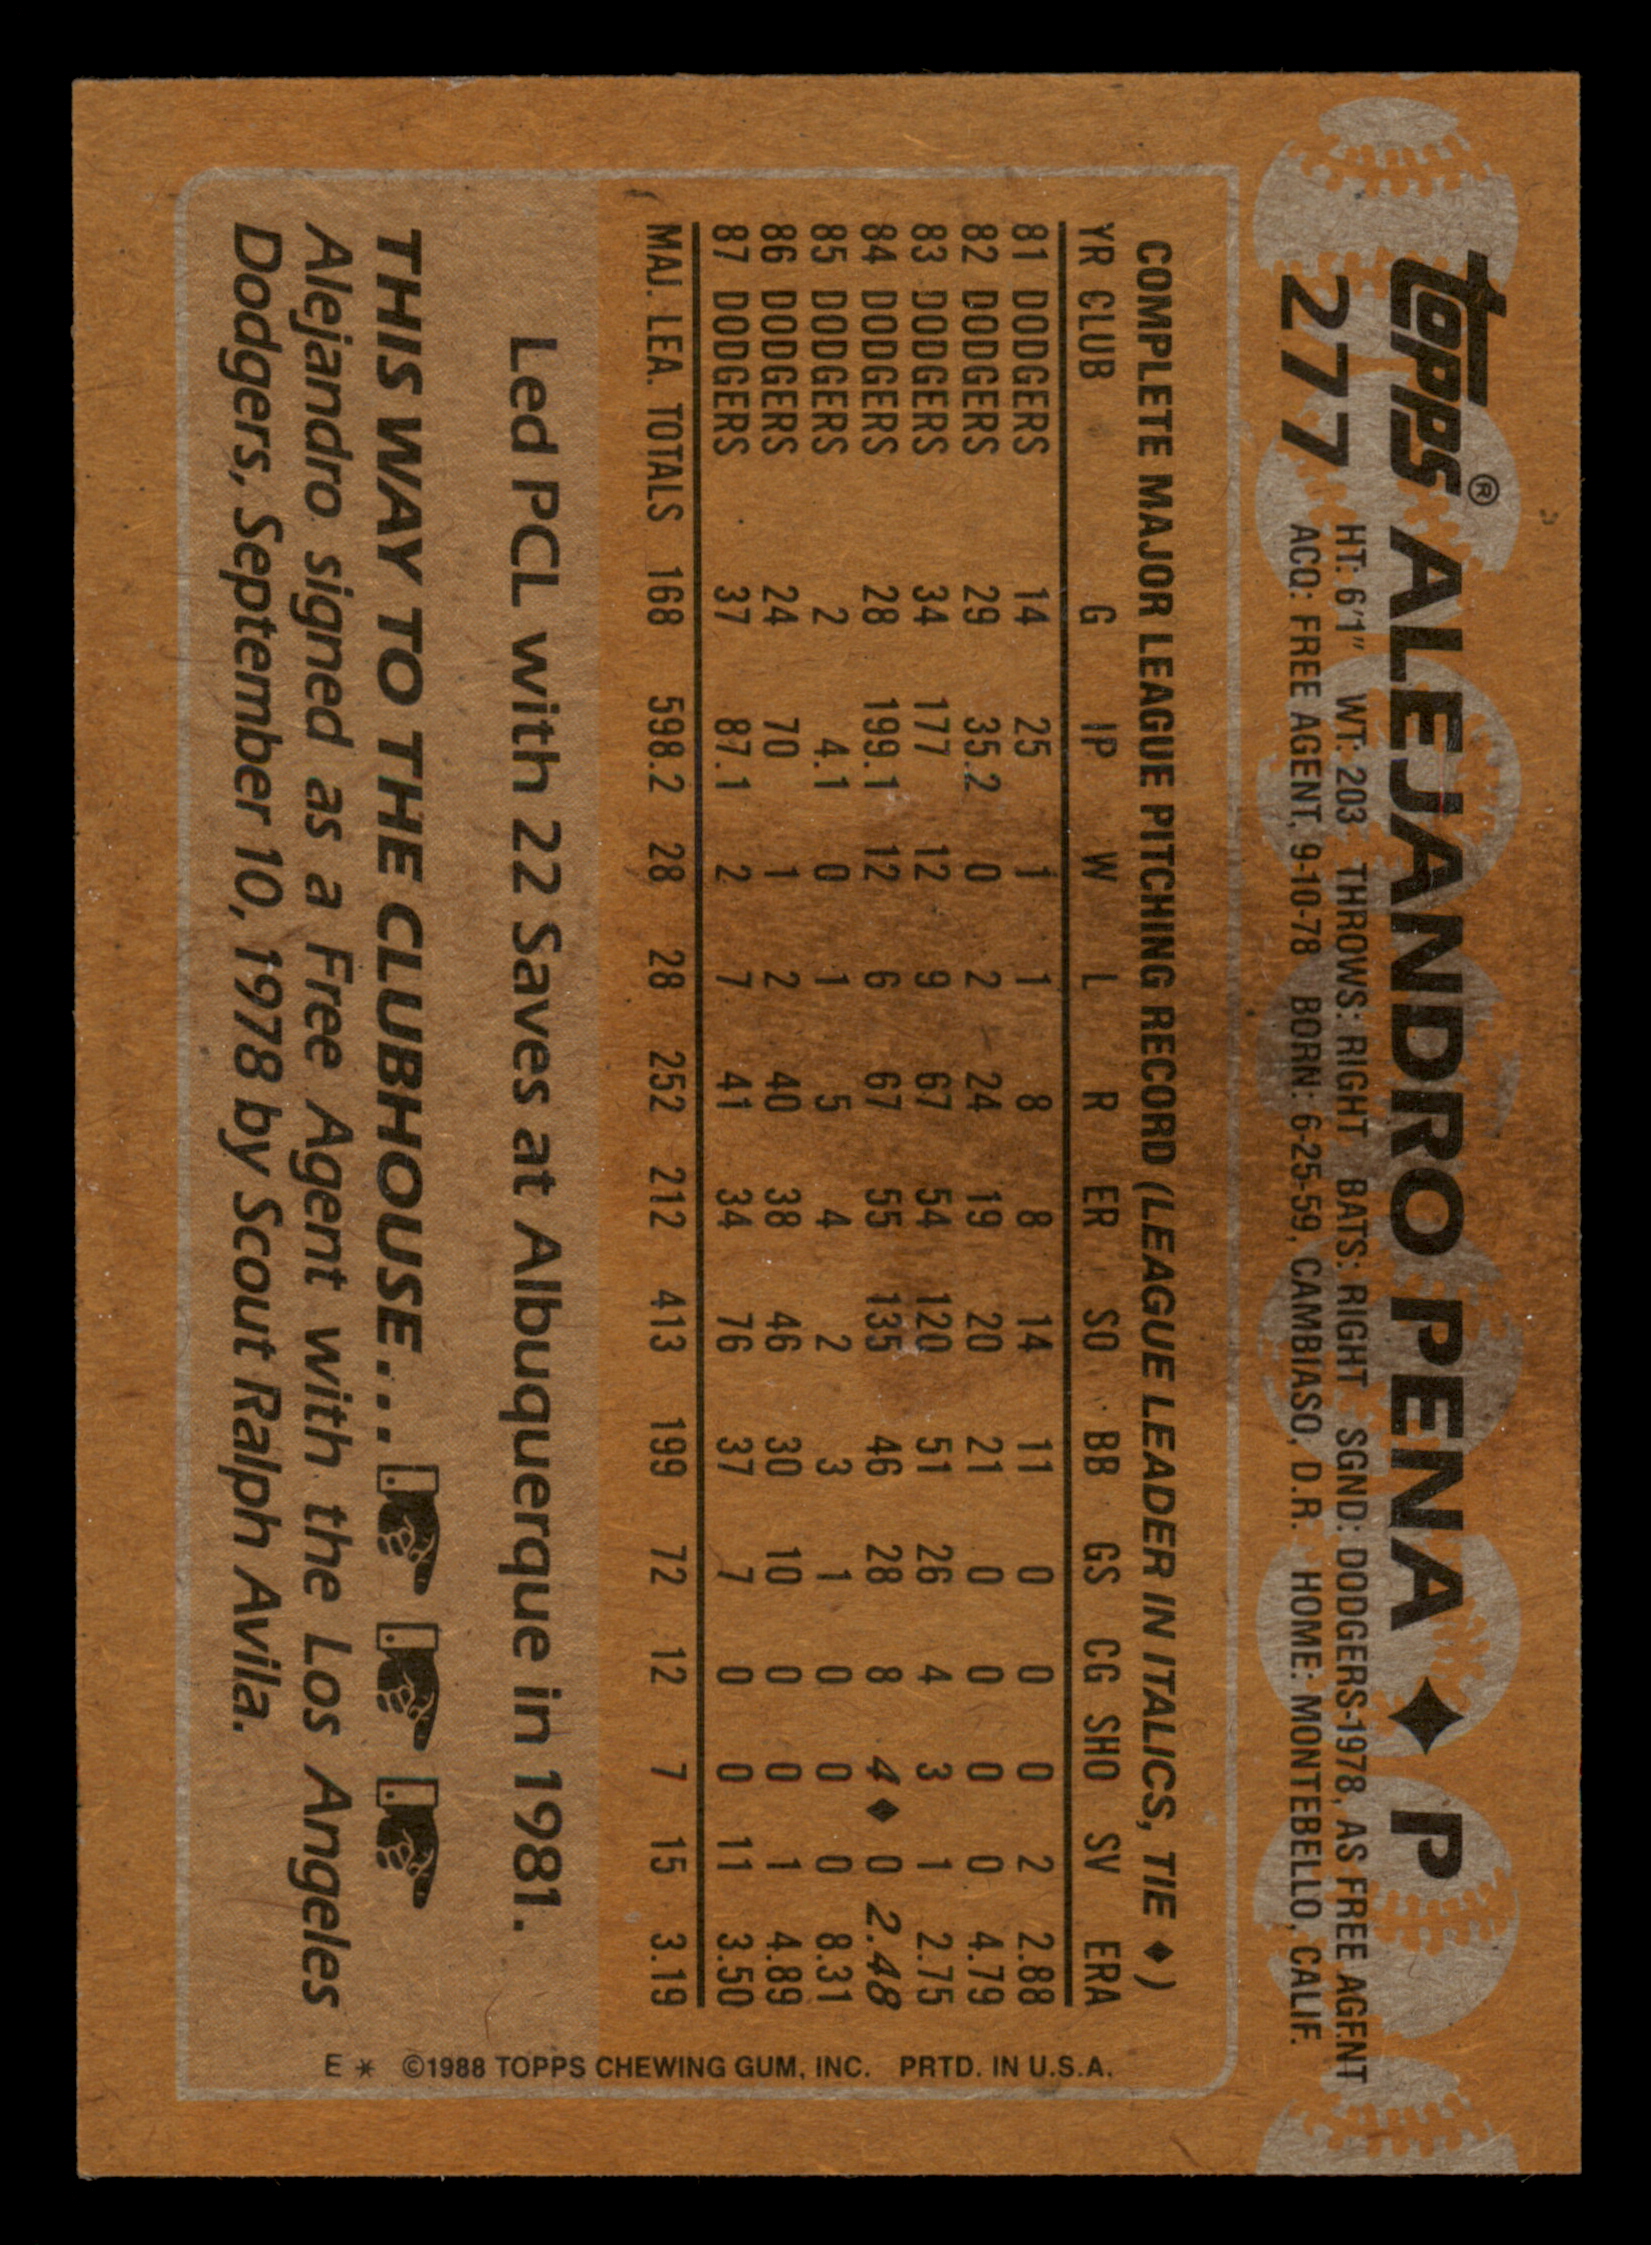 topps® ALEJANDRO PENA ♦ P
277
HT: 6'1" WT: 203 THROWS: RIGHT BATS: RIGHT SGND: DODGERS-1978, AS FREE AGENT
ACQ: FREE AGENT, 9-10-78 BORN: 6-25-59, CAMBIASO, D.R. HOME: MONTEBELLO, CALIF.
COMPLETE MAJOR LEAGUE PITCHING RECORD (LEAGUE LEADER IN ITALICS, TIE ♦)
YR CLUB G IP W L R ER SO BB GS CG SHO SV ERA
81 DODGERS 14 25 1 1 8 8 14 11 0 0 0 2 2.88
82 DODGERS 29 35.2 0 2 24 19 20 21 0 0 0 0 4.79
83 DODGERS 34 177 12 9 67 54 120 51 26 4 3 1 2.75
84 DODGERS 28 199.1 12 6 67 55 135 46 28 8 4♦ 0 2.48
85 DODGERS 2 4.1 0 1 5 4 2 3 1 0 0 0 8.31
86 DODGERS 24 70 1 2 40 38 46 30 10 0 0 1 4.89
87 DODGERS 37 87.1 2 7 41 34 76 37 7 0 0 11 3.50
MAJ. LEA. TOTALS 168 598.2 28 28 252 212 413 199 72 12 7 15 3.19
Led PCL with 22 Saves at Albuquerque in 1981.
THIS WAY TO THE CLUBHOUSE...
Alejandro signed as a Free Agent with the Los Angeles
Dodgers, September 10, 1978 by Scout Ralph Avila.
E * ©1988 TOPPS CHEWING GUM, INC. PRTD. IN U.S.A.